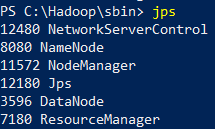 PS C:\Hadoop\sbin> jps
12480 NetworkServerControl
8080 NameNode
11572 NodeManager
12180 Jps
3596 DataNode
7180 ResourceManager